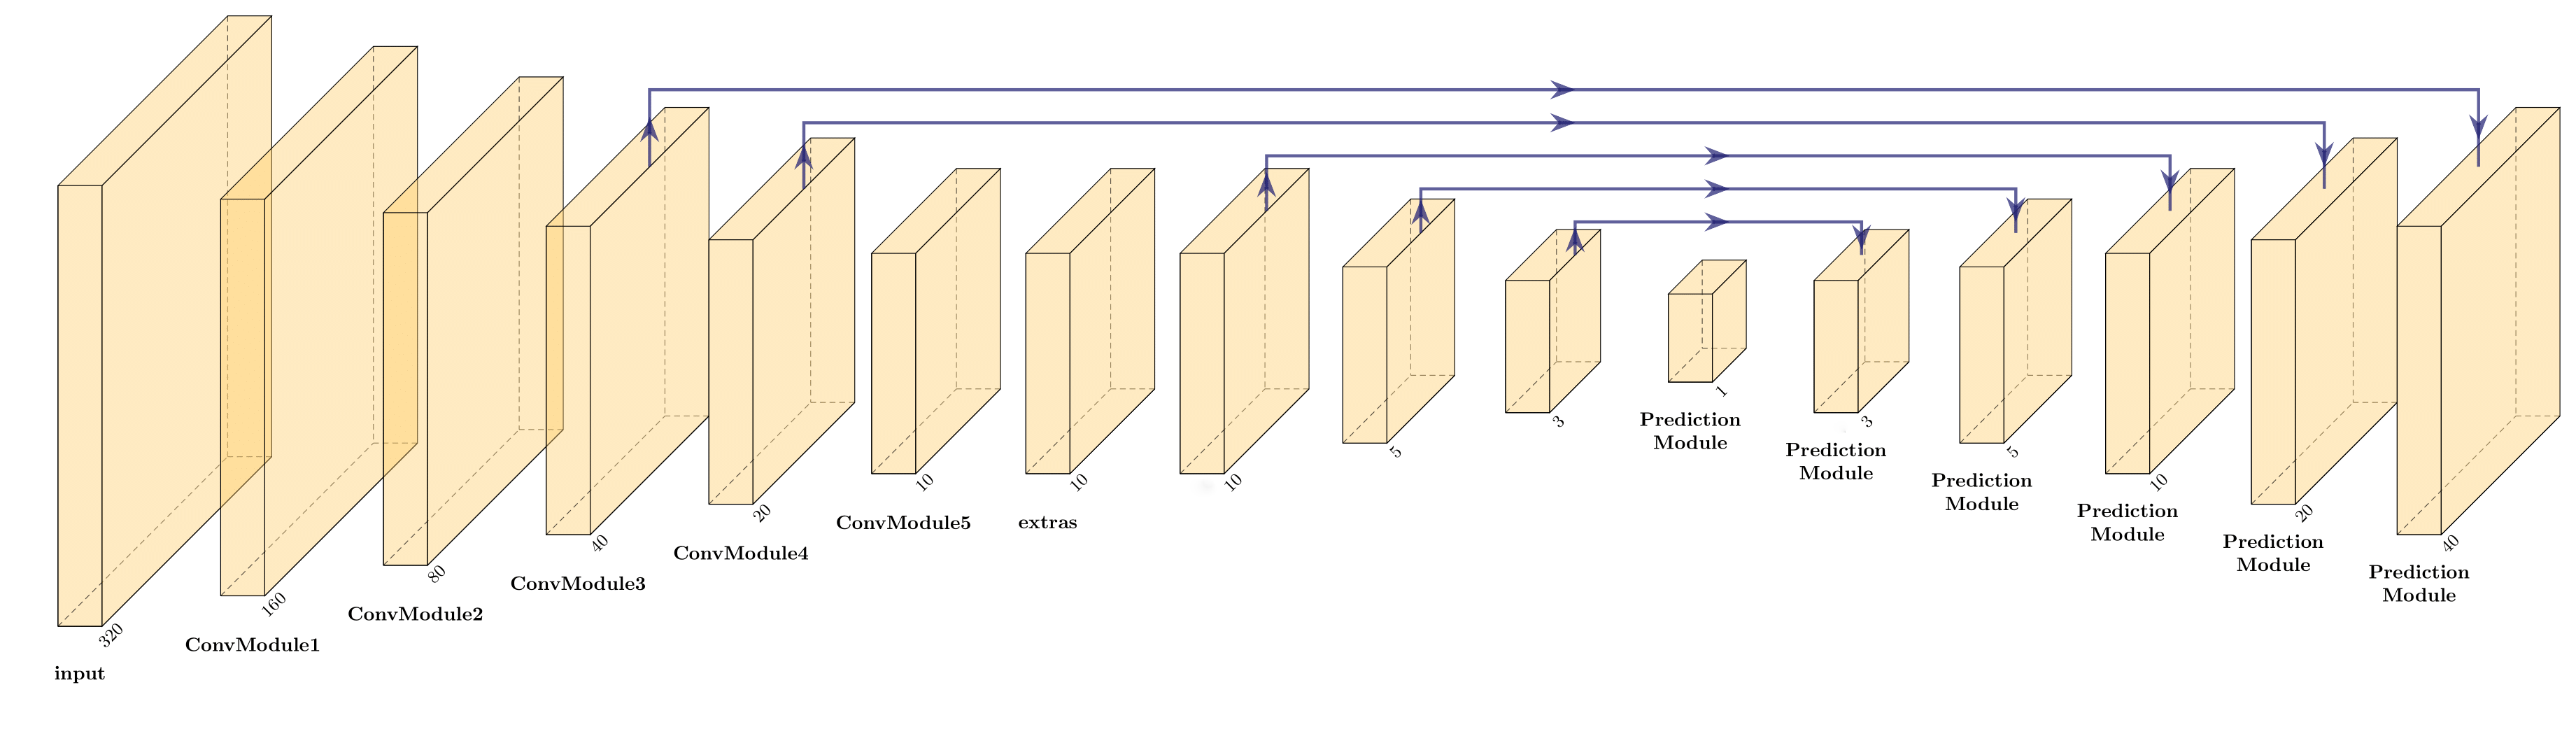 320
input
160
ConvModule1
80
ConvModule2
40
ConvModule3
20
ConvModule4
10
ConvModule5
10
extras
10
5
3
1
Prediction
Module
3
Prediction
Module
5
Prediction
Module
10
Prediction
Module
20
Prediction
Module
40
Prediction
Module